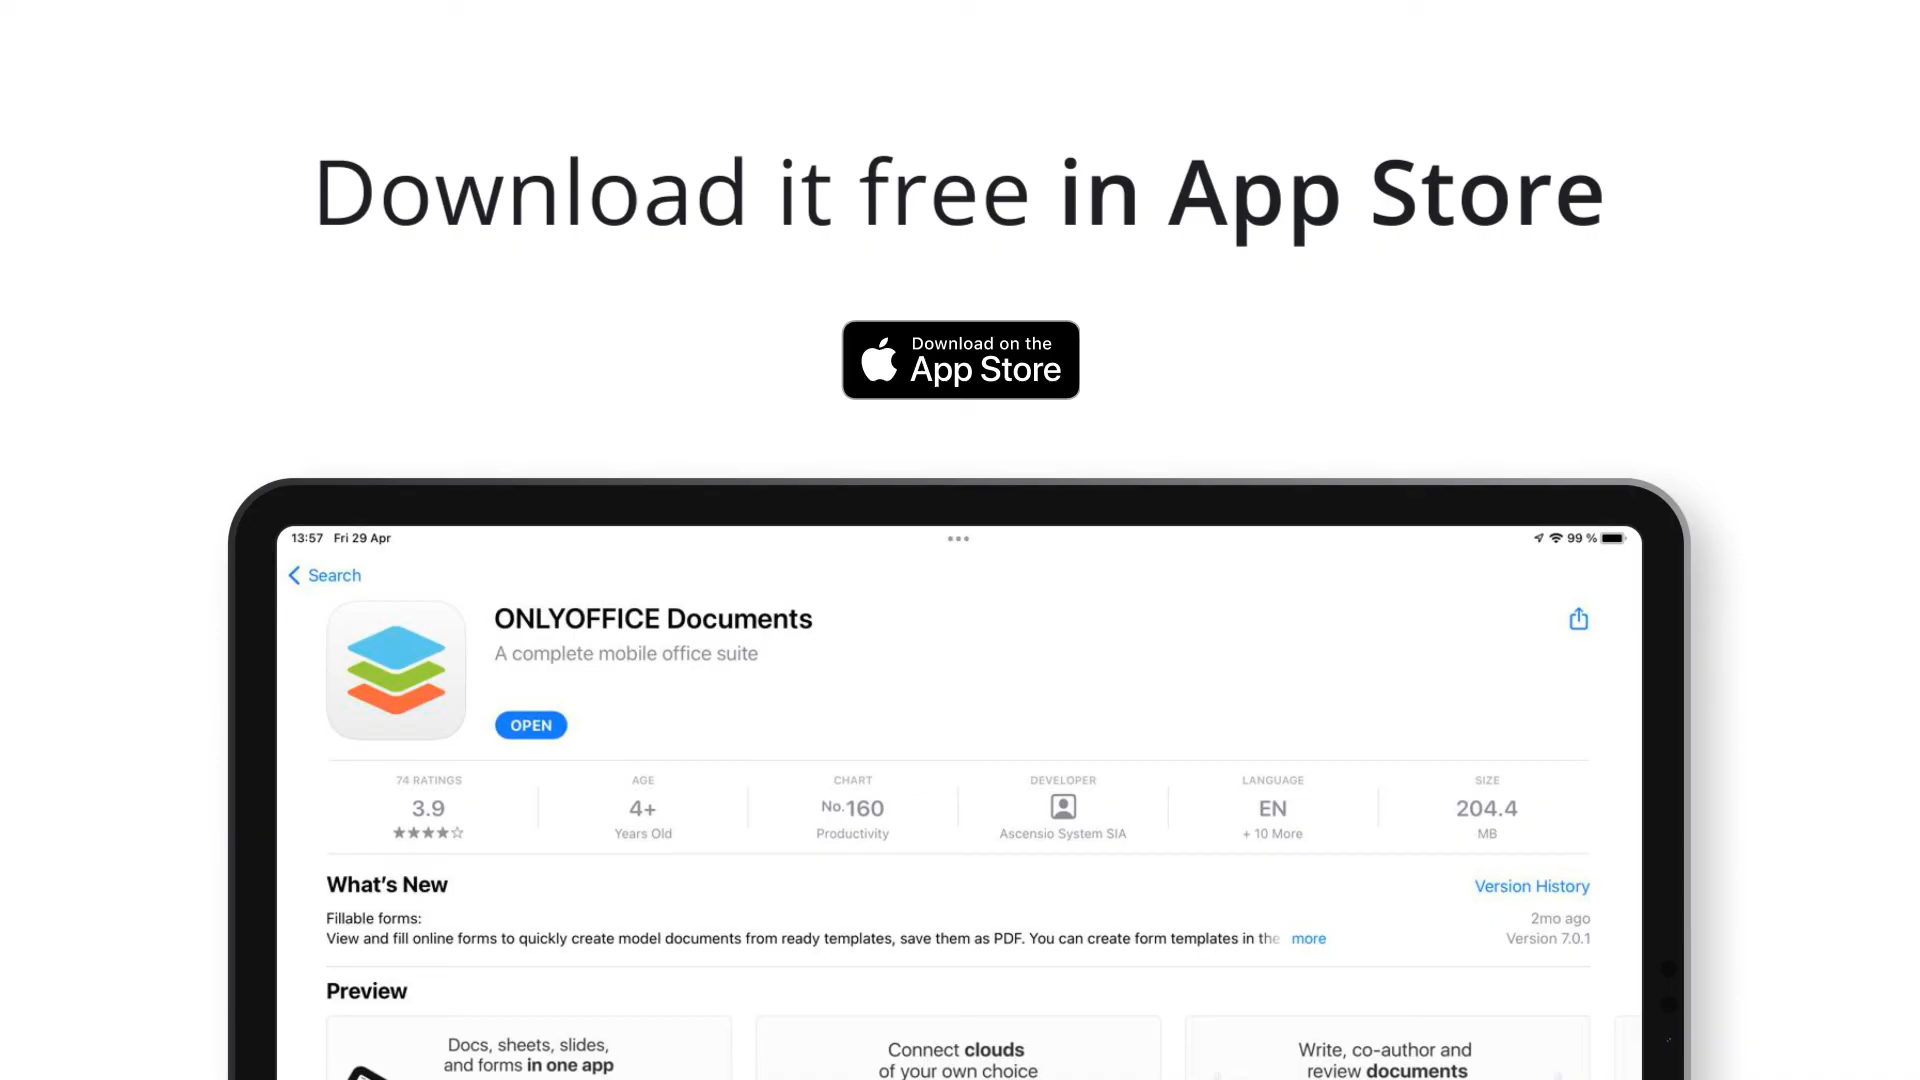 Download it free in App Store
Download on the
App Store
13:57 Fri 29 Apr
99 %
Search
ONLYOFFICE Documents
A complete mobile office suite
OPEN
74 RATINGS
3.9
AGE
4+
Years Old
CHART
No.160
Productivity
DEVELOPER
Ascensio System SIA
LANGUAGE
EN
+ 10 More
SIZE
204.4
MB
What’s New
Version History
Fillable forms:
2mo ago
View and fill online forms to quickly create model documents from ready templates, save them as PDF. You can create form templates in the more
Version 7.0.1
Preview
Docs, sheets, slides,
and forms in one app
Connect clouds
of your own choice
Write, co-author and
review documents